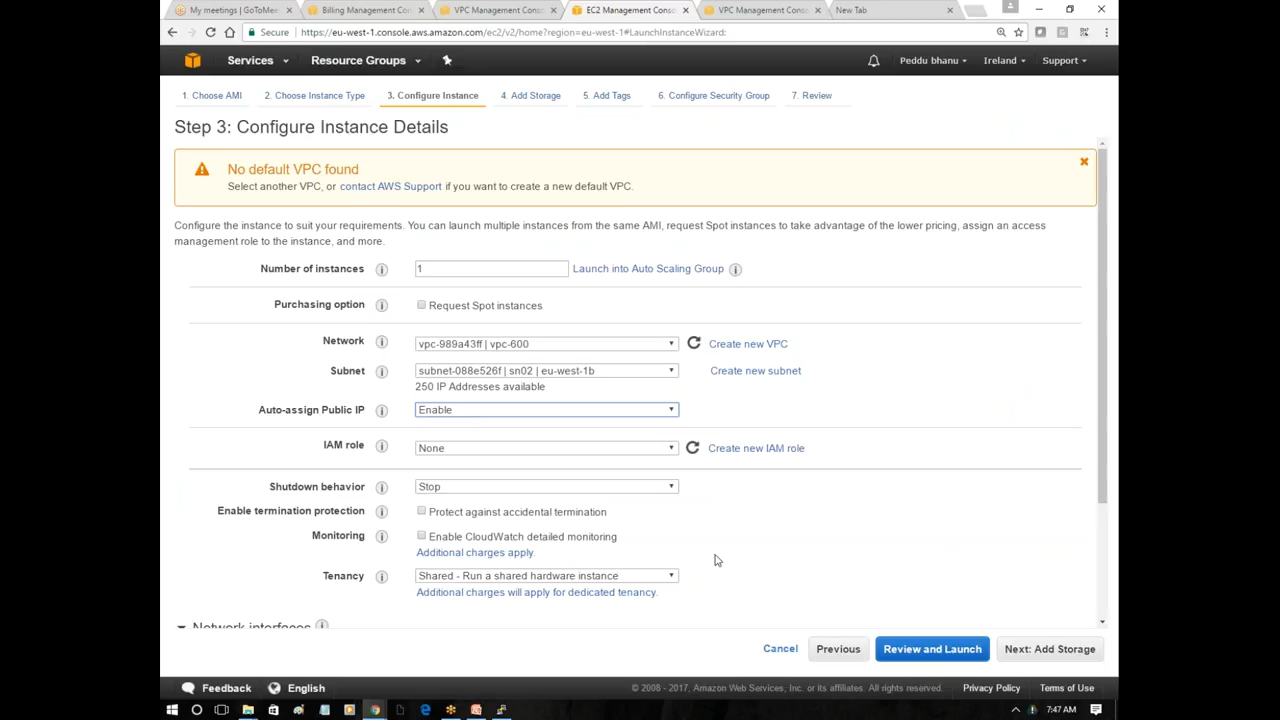 My meetings | GoToMee
Billing Management Con
VPC Management Conso
EC2 Management Conso
VPC Management Conso
New Tab
Secure
https://eu-west-1.console.aws.amazon.com/ec2/v2/home?region=eu-west-1#LaunchInstanceWizard:
Services
Resource Groups
Peddu bhanu
Ireland
Support
1. Choose AMI
2. Choose Instance Type
3. Configure Instance
4. Add Storage
5. Add Tags
6. Configure Security Group
7. Review
Step 3: Configure Instance Details
No default VPC found
Select another VPC, or contact AWS Support if you want to create a new default VPC.
Configure the instance to suit your requirements. You can launch multiple instances from the same AMI, request Spot instances to take advantage of the lower pricing, assign an access
management role to the instance, and more.
Number of instances
1
Launch into Auto Scaling Group
Purchasing option
Request Spot instances
Network
vpc-989a43ff | vpc-600
Create new VPC
Subnet
subnet-088e526f | sn02 | eu-west-1b
Create new subnet
250 IP Addresses available
Auto-assign Public IP
Enable
IAM role
None
Create new IAM role
Shutdown behavior
Stop
Enable termination protection
Protect against accidental termination
Monitoring
Enable CloudWatch detailed monitoring
Additional charges apply.
Tenancy
Shared - Run a shared hardware instance
Additional charges will apply for dedicated tenancy.
Network interfaces
Cancel
Previous
Review and Launch
Next: Add Storage
Feedback
English
© 2008 - 2017, Amazon Web Services, Inc. or its affiliates. All rights reserved.
Privacy Policy
Terms of Use
7:47 AM